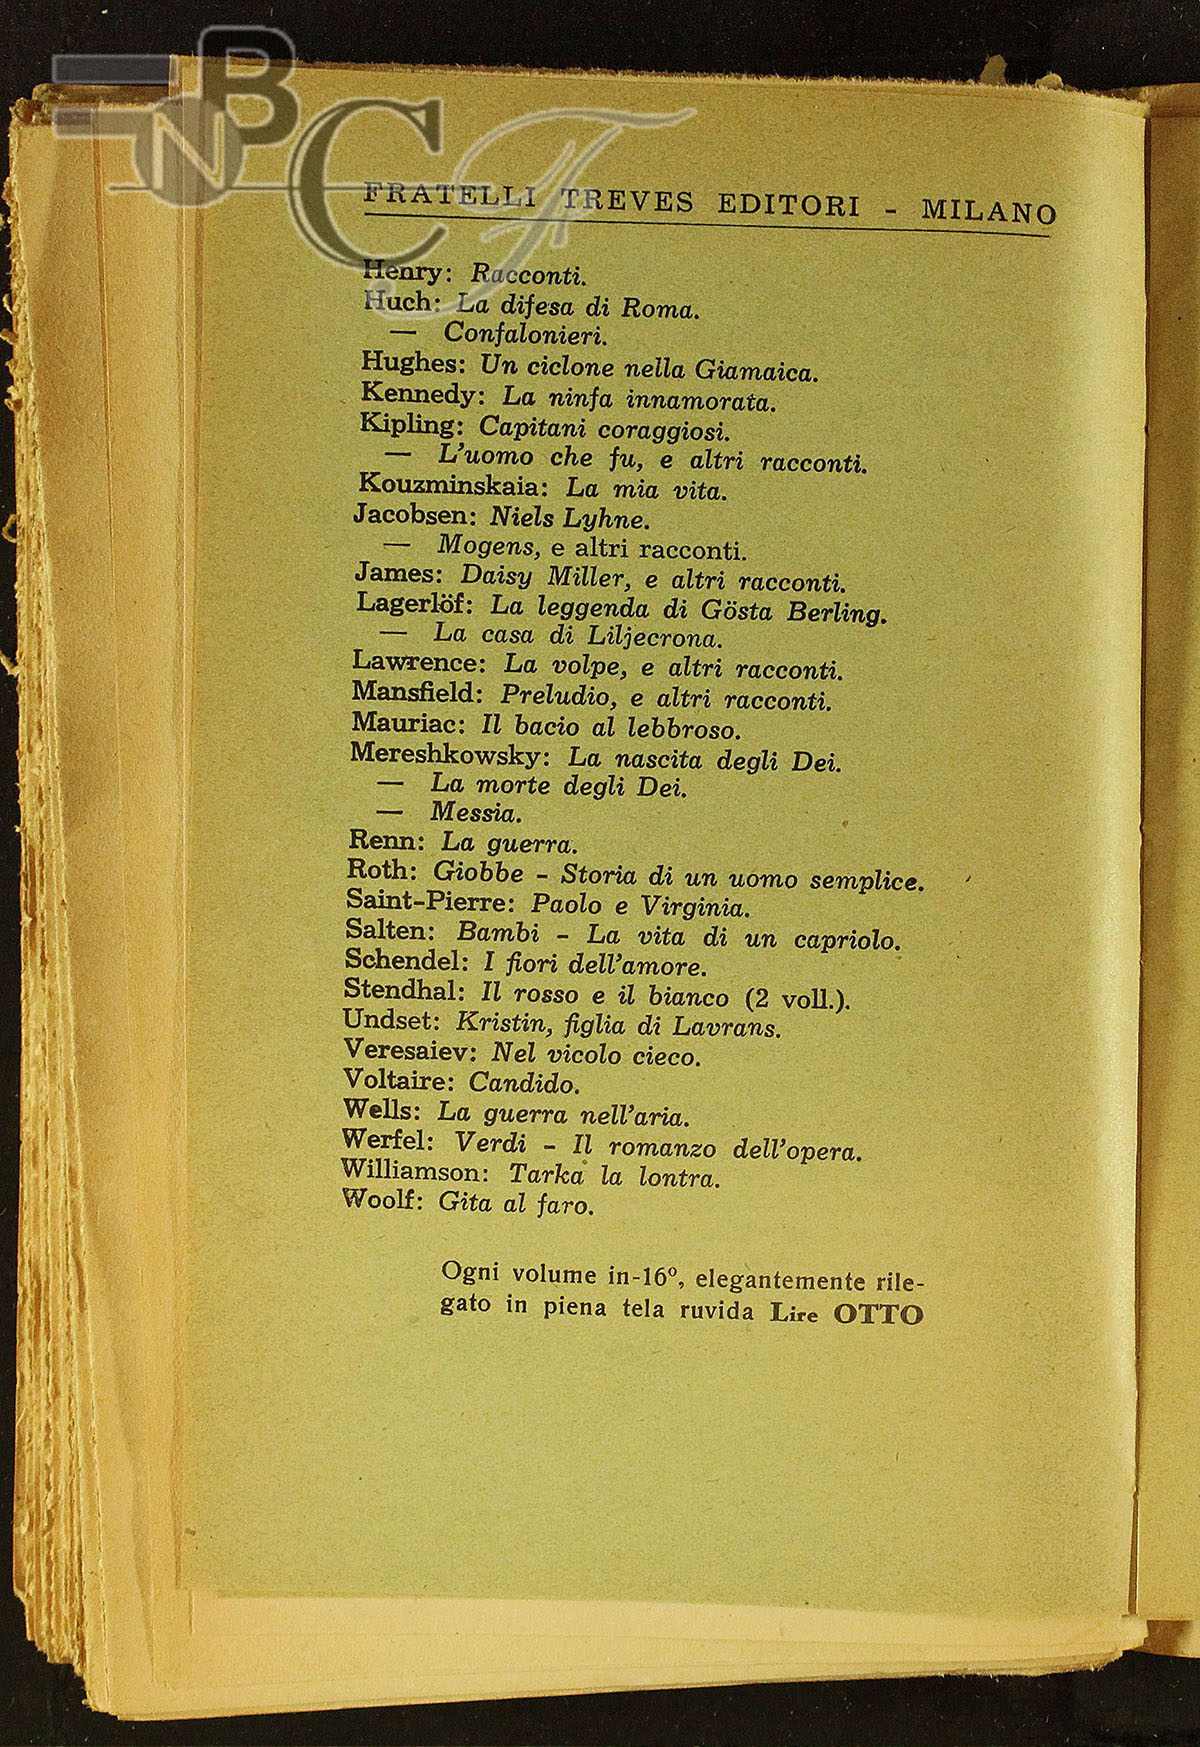 NBCF
FRATELLI TREVES EDITORI - MILANO
Henry: Racconti.
Huch: La difesa di Roma.
— Confalonieri.
Hughes: Un ciclone nella Giamaica.
Kennedy: La ninfa innamorata.
Kipling: Capitani coraggiosi.
— L'uomo che fu, e altri racconti.
Kouzminskaia: La mia vita.
Jacobsen: Niels Lyhne.
— Mogens, e altri racconti.
James: Daisy Miller, e altri racconti.
Lagerlöf: La leggenda di Gösta Berling.
— La casa di Liljecrona.
Lawrence: La volpe, e altri racconti.
Mansfield: Preludio, e altri racconti.
Mauriac: Il bacio al lebbroso.
Mereshkowsky: La nascita degli Dei.
— La morte degli Dei.
— Messia.
Renn: La guerra.
Roth: Giobbe - Storia di un uomo semplice.
Saint-Pierre: Paolo e Virginia.
Salten: Bambi - La vita di un capriolo.
Schendel: I fiori dell'amore.
Stendhal: Il rosso e il bianco (2 voll.).
Undset: Kristin, figlia di Lavrans.
Veresaiev: Nel vicolo cieco.
Voltaire: Candido.
Wells: La guerra nell'aria.
Werfel: Verdi - Il romanzo dell'opera.
Williamson: Tarka la lontra.
Woolf: Gita al faro.
Ogni volume in-16º, elegantemente rile-
gato in piena tela ruvida Lire OTTO